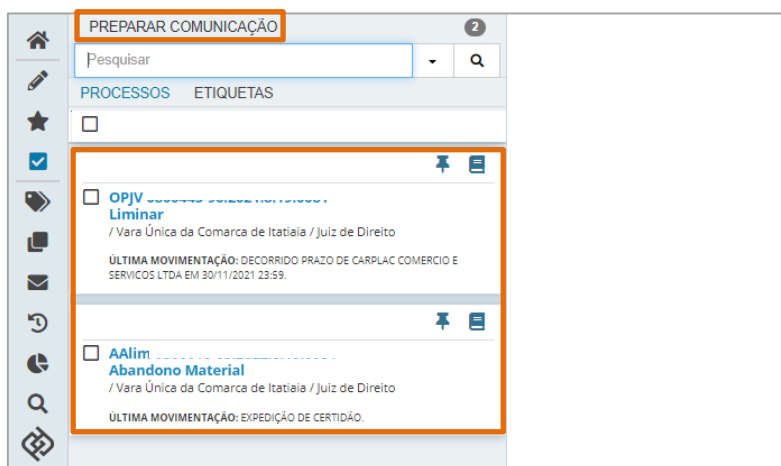 PREPARAR COMUNICAÇÃO
2
Pesquisar
PROCESSOS ETIQUETAS
OPJV
Liminar
/ Vara Única da Comarca de Itatiaia / Juiz de Direito
ÚLTIMA MOVIMENTAÇÃO: DECORRIDO PRAZO DE CARPLAC COMERCIO E
SERVICOS LTDA EM 30/11/2021 23:59.
AAlim
Abandono Material
/ Vara Única da Comarca de Itatiaia / Juiz de Direito
ÚLTIMA MOVIMENTAÇÃO: EXPEDIÇÃO DE CERTIDÃO.